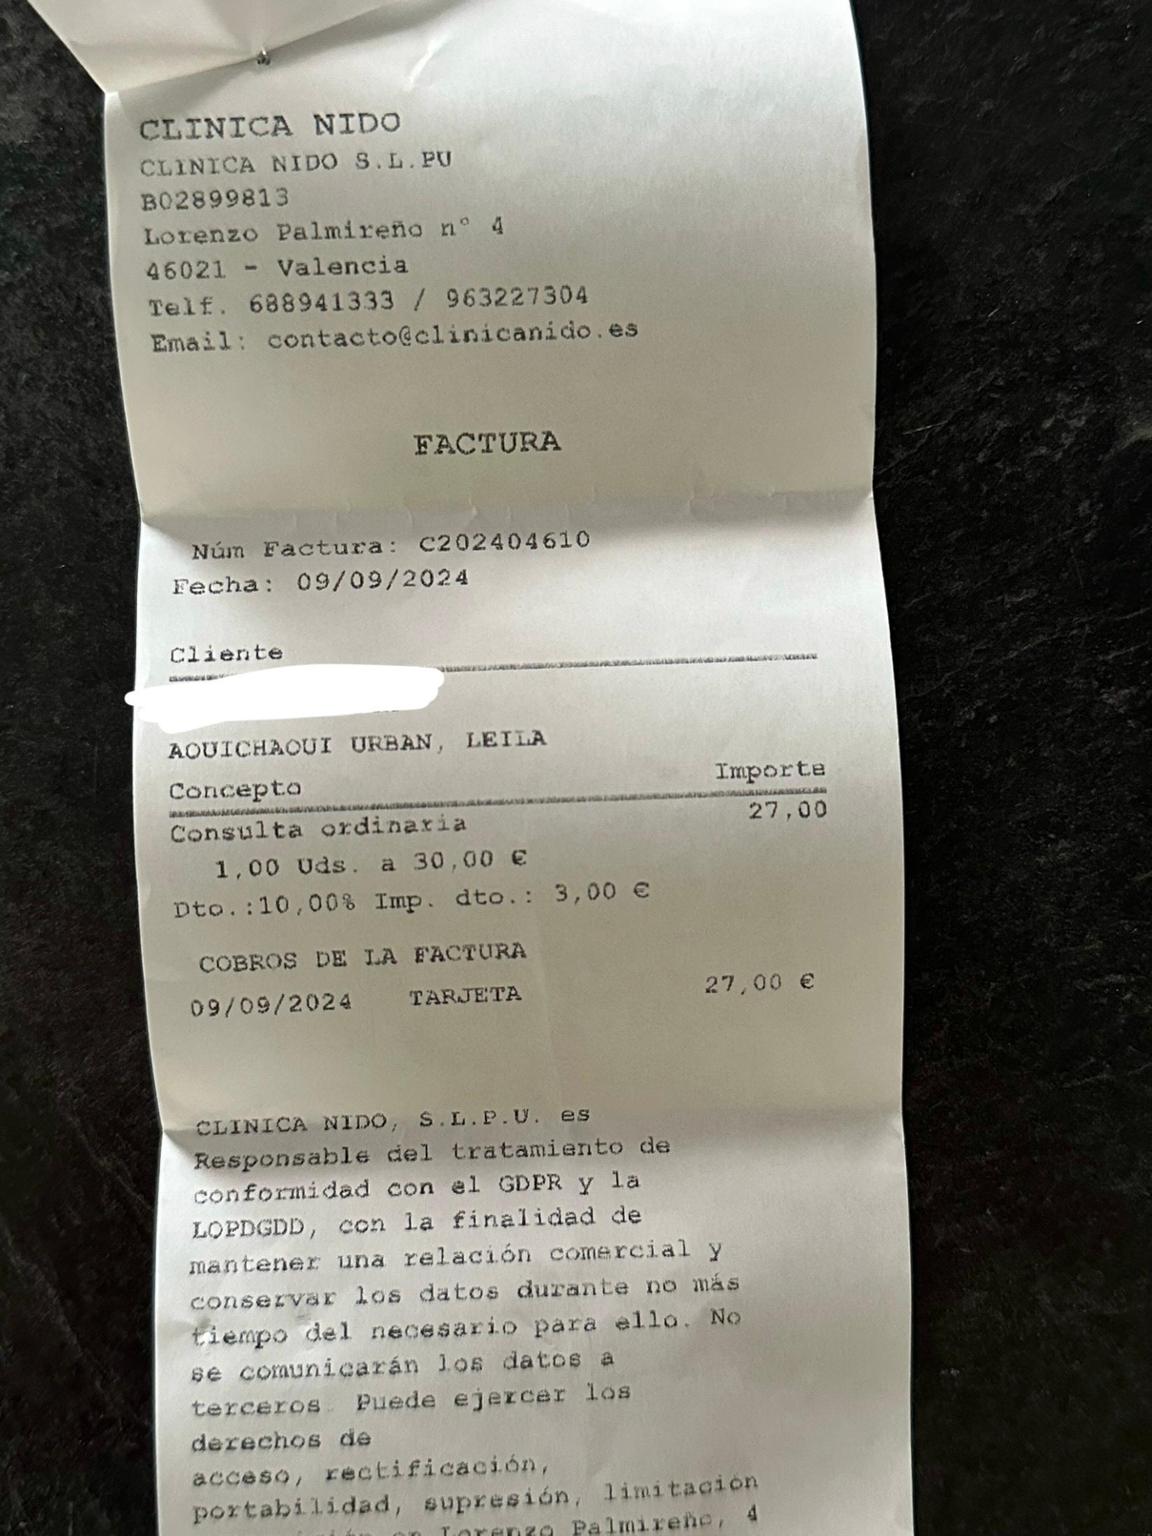 CLINICA NIDO
CLINICA NIDO S.L.PU
B02899813
Lorenzo Palmireño nº 4
46021 - Valencia
Telf. 688941333 / 963227304
Email: contacto@clinicanido.es
FACTURA
Núm Factura: C202404610
Fecha: 09/09/2024
Cliente
AOUICHAOUI URBAN, LEILA
Concepto Importe
Consulta ordinaria 27,00
1,00 Uds. a 30,00 €
Dto.:10,00% Imp. dto.: 3,00 €
COBROS DE LA FACTURA
09/09/2024 TARJETA 27,00 €
CLINICA NIDO, S.L.P.U. es
Responsable del tratamiento de
conformidad con el GDPR y la
LOPDGDD, con la finalidad de
mantener una relación comercial y
conservar los datos durante no más
tiempo del necesario para ello. No
se comunicarán los datos a
terceros. Puede ejercer los
derechos de
acceso, rectificación,
portabilidad, supresión, limitación
en Lorenzo Palmireño, 4